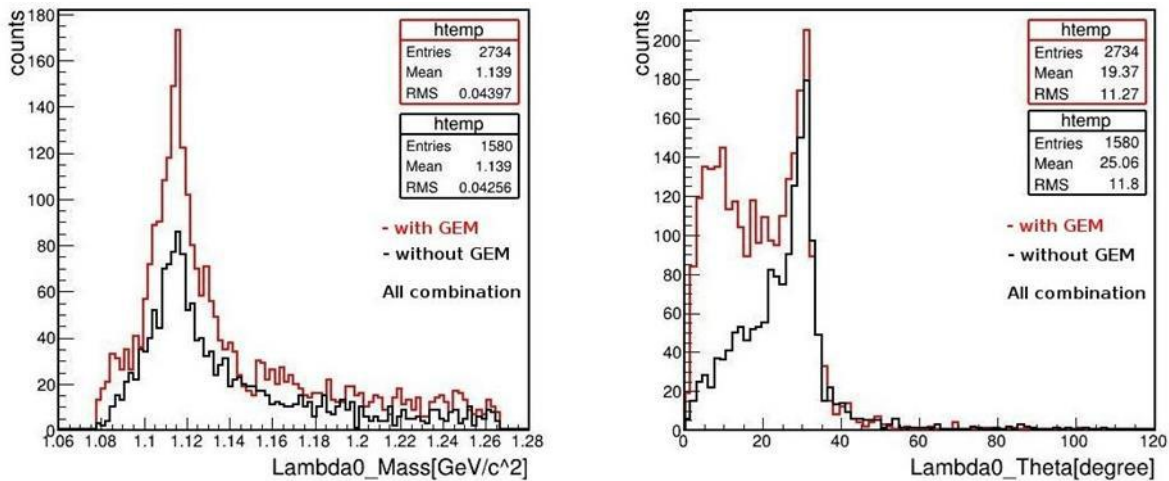 counts
180
160
140
120
100
80
60
40
20
0
1.06 1.08 1.1 1.12 1.14 1.16 1.18 1.2 1.22 1.24 1.26 1.28
Lambda0_Mass[GeV/c^2]
htemp
Entries 2734
Mean 1.139
RMS 0.04397
htemp
Entries 1580
Mean 1.139
RMS 0.04256
- with GEM
- without GEM
All combination
counts
200
180
160
140
120
100
80
60
40
20
0
0 20 40 60 80 100 120
Lambda0_Theta[degree]
htemp
Entries 2734
Mean 19.37
RMS 11.27
htemp
Entries 1580
Mean 25.06
RMS 11.8
- with GEM
- without GEM
All combination